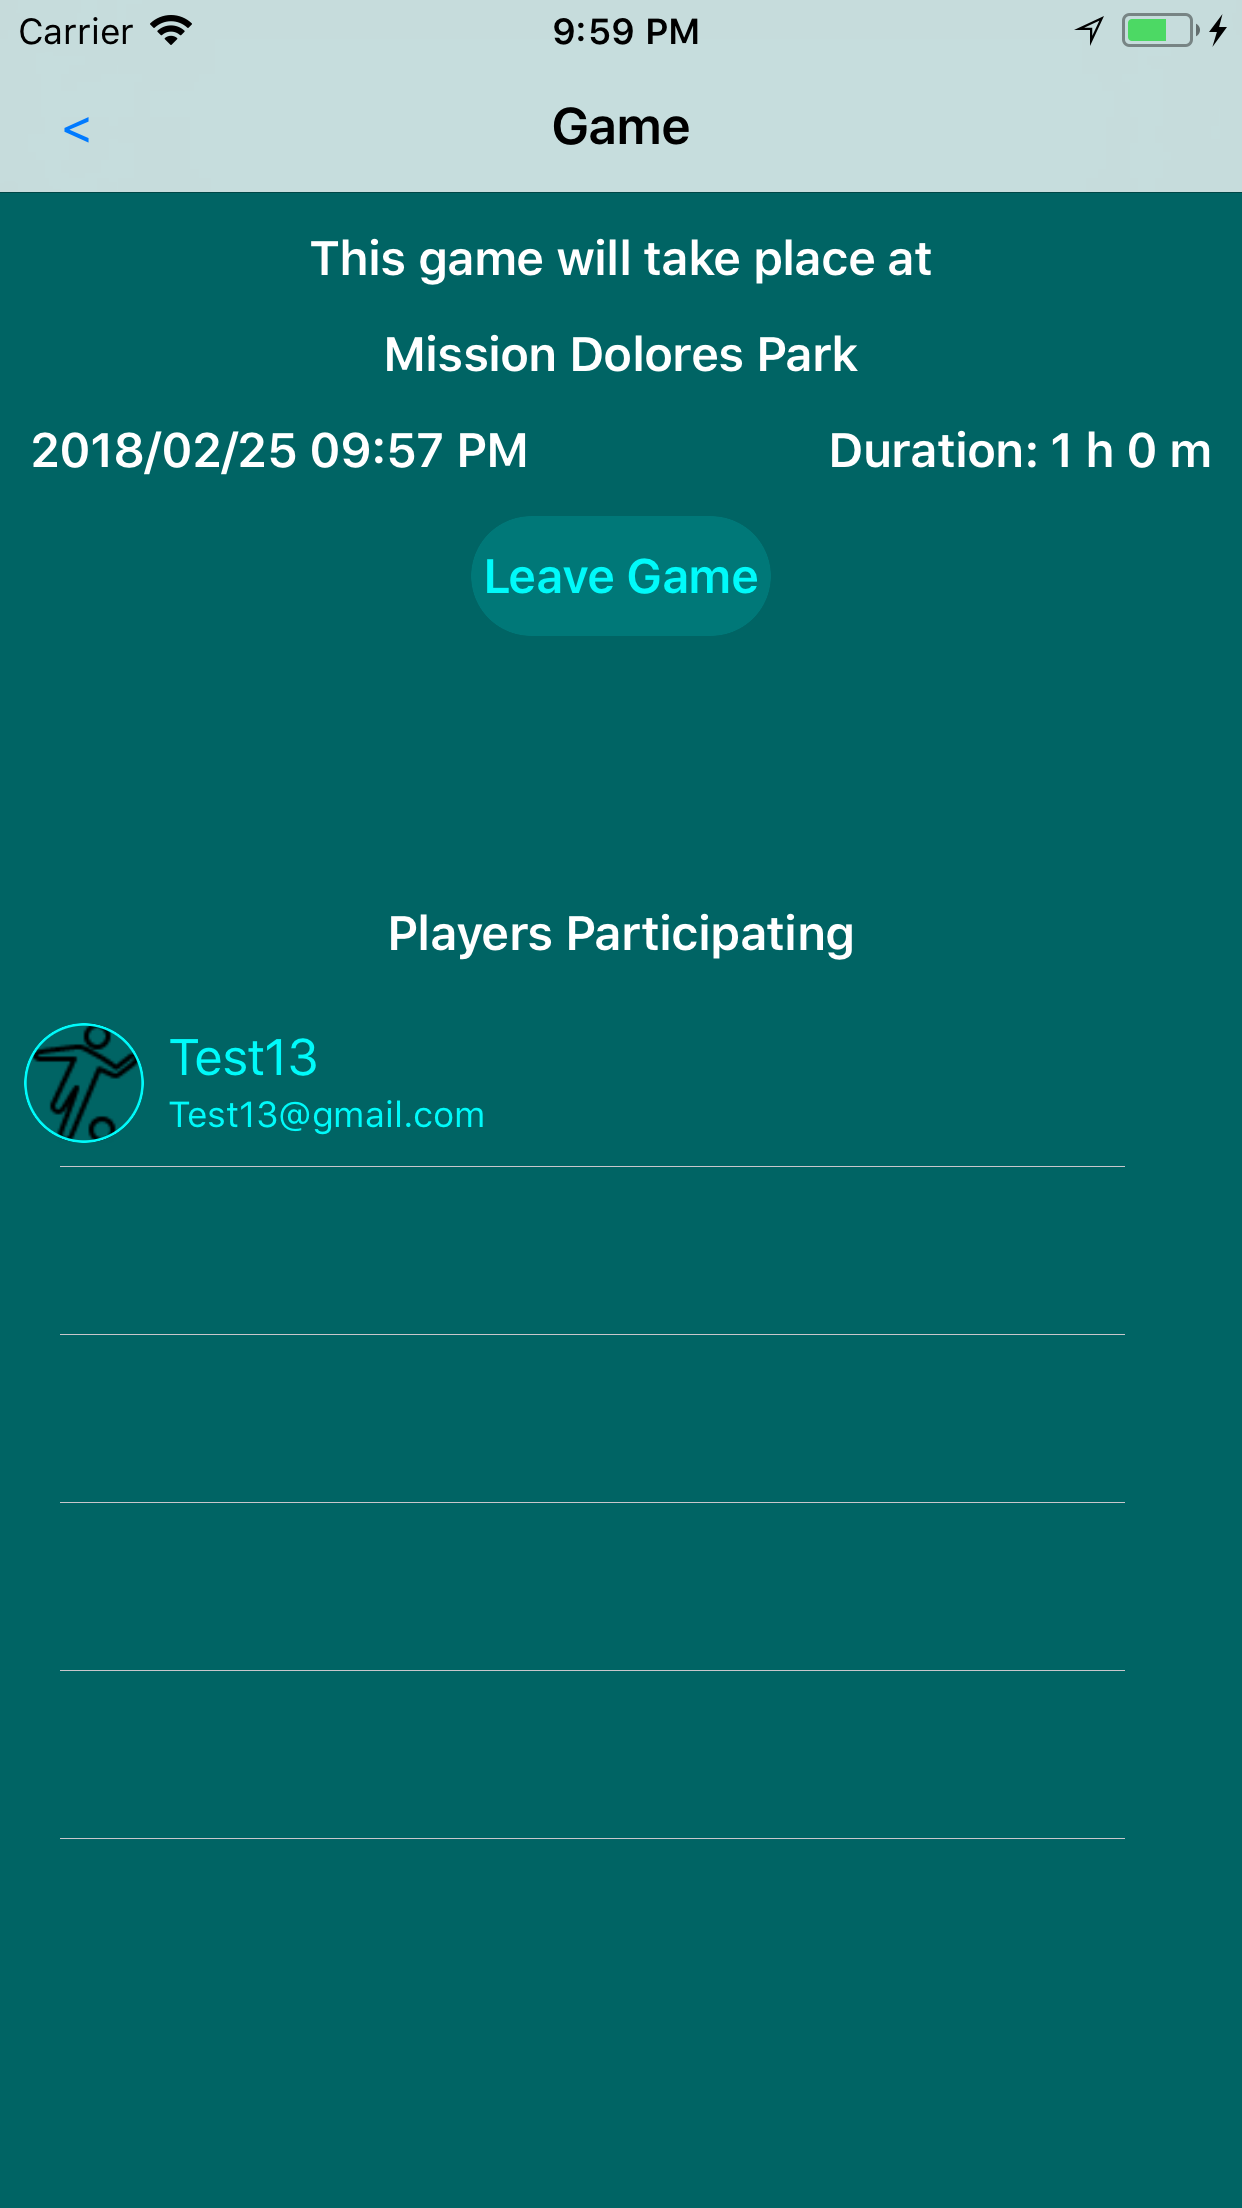 Carrier 9:59 PM
< Game
This game will take place at
Mission Dolores Park
2018/02/25 09:57 PM Duration: 1 h 0 m
Leave Game
Players Participating
Test13
Test13@gmail.com